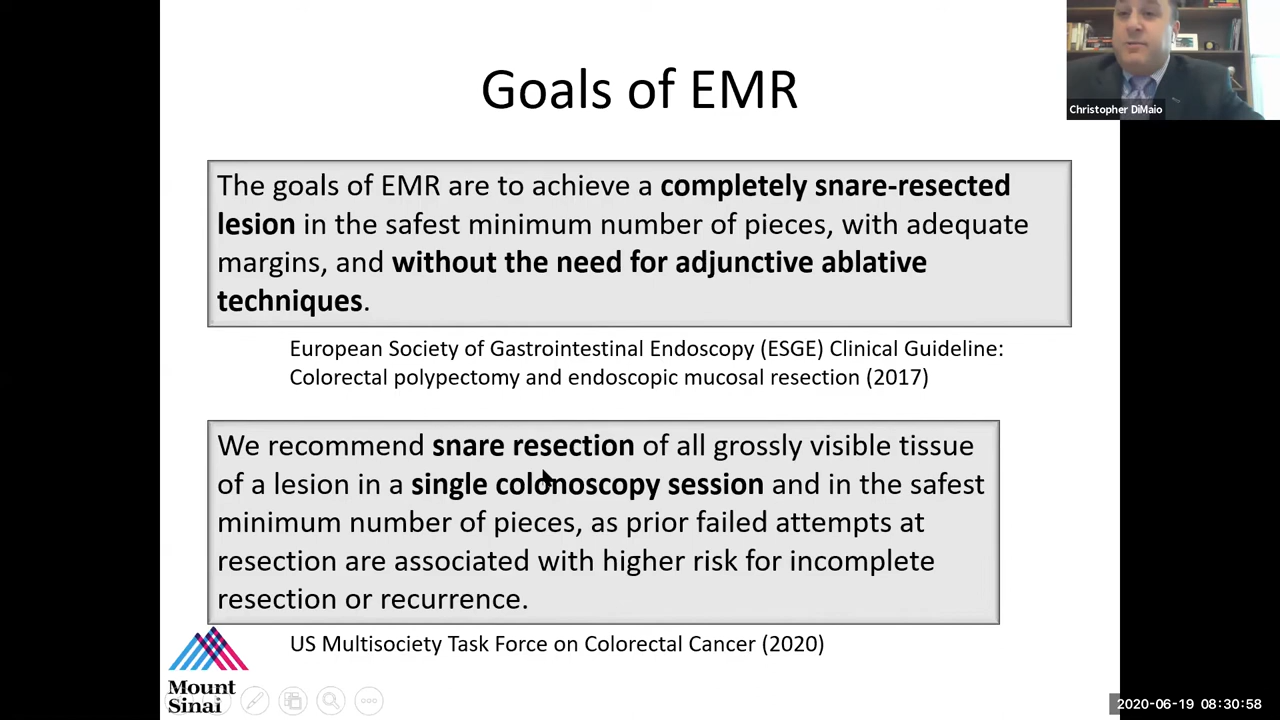 Goals of EMR
Christopher DiMaio
The goals of EMR are to achieve a completely snare-resected
lesion in the safest minimum number of pieces, with adequate
margins, and without the need for adjunctive ablative
techniques.
European Society of Gastrointestinal Endoscopy (ESGE) Clinical Guideline:
Colorectal polypectomy and endoscopic mucosal resection (2017)
We recommend snare resection of all grossly visible tissue
of a lesion in a single colonoscopy session and in the safest
minimum number of pieces, as prior failed attempts at
resection are associated with higher risk for incomplete
resection or recurrence.
US Multisociety Task Force on Colorectal Cancer (2020)
Mount
Sinai
2020-06-19 08:30:58